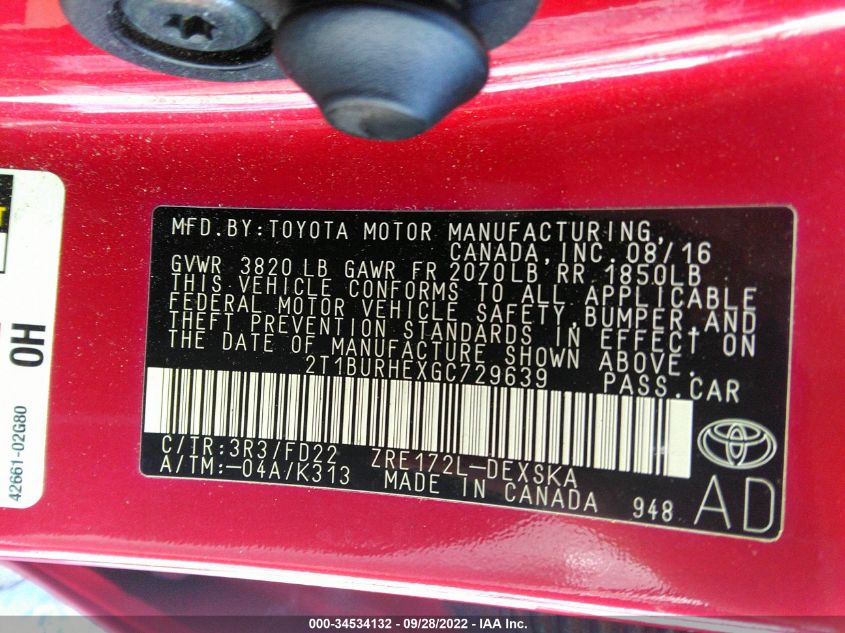 MFD.BY:TOYOTA MOTOR MANUFACTURING,
CANADA,INC. 08/16
GVWR 3820 LB GAWR FR 2070LB RR 1850LB
THIS VEHICLE CONFORMS TO ALL APPLICABLE
FEDERAL MOTOR VEHICLE SAFETY,BUMPER,AND
THEFT PREVENTION STANDARDS IN EFFECT ON
THE DATE OF MANUFACTURE SHOWN ABOVE.
2T1BURHEXGC729639 PASS.CAR
C/TR:3R3/FD22 ZRE172L-DEXSKA
A/TM:-04A/K313 MADE IN CANADA 948
AD
OH
42661-02G80
000-34534132 - 09/28/2022 - IAA Inc.